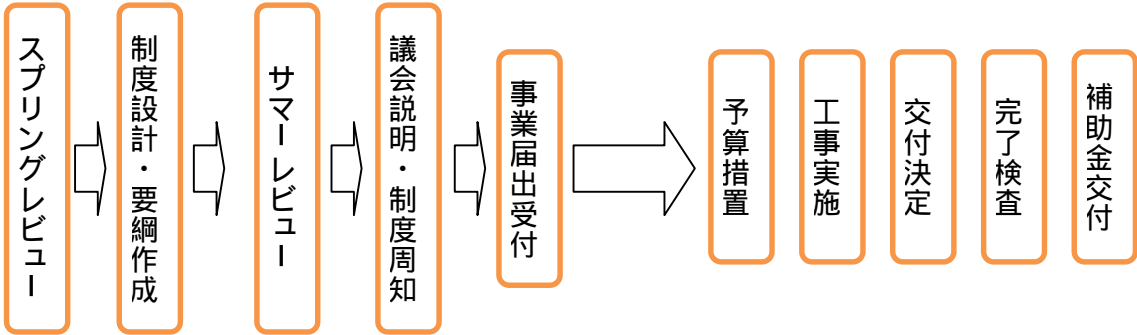 スプリングレビュー
制度設計・要綱作成
サマーレビュー
議会説明・制度周知
事業届出受付
予算措置
工事実施
交付決定
完了検査
補助金交付